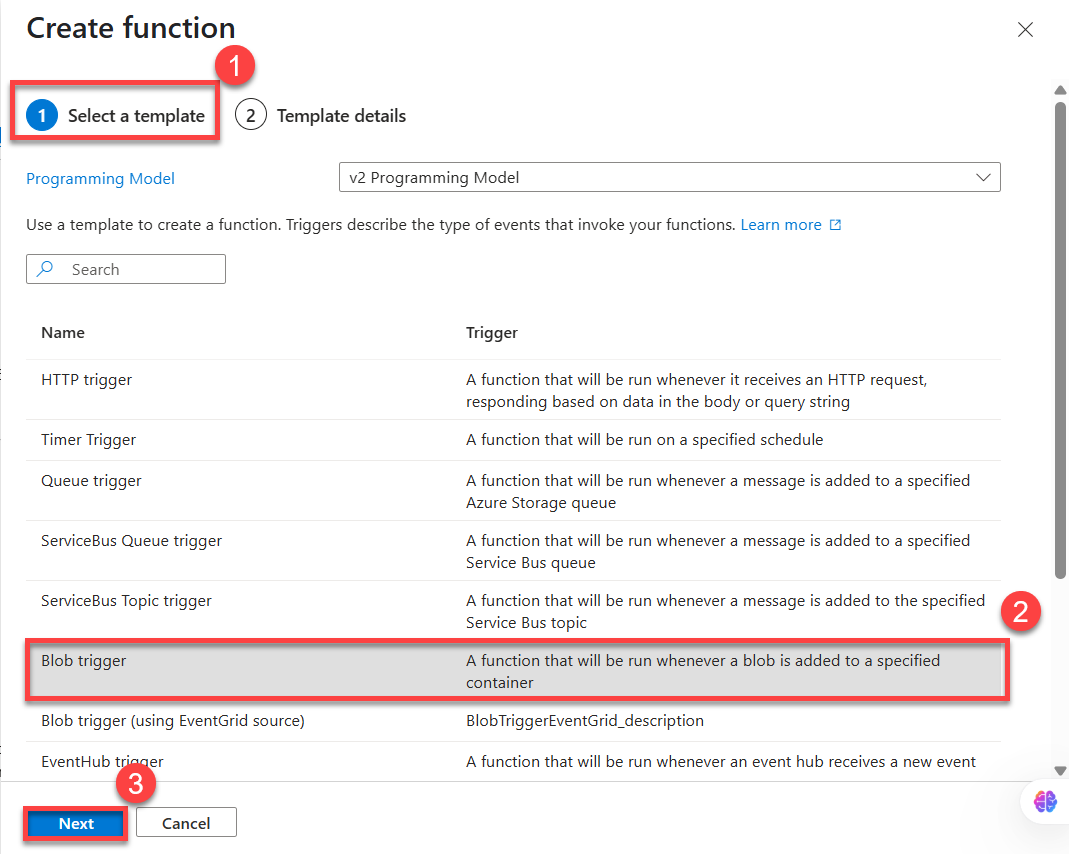 Create function
1
1 Select a template
2 Template details
Programming Model
v2 Programming Model
Use a template to create a function. Triggers describe the type of events that invoke your functions. Learn more
Search
Name Trigger
HTTP trigger A function that will be run whenever it receives an HTTP request,
responding based on data in the body or query string
Timer Trigger A function that will be run on a specified schedule
Queue trigger A function that will be run whenever a message is added to a specified
Azure Storage queue
ServiceBus Queue trigger A function that will be run whenever a message is added to a specified
Service Bus queue
ServiceBus Topic trigger A function that will be run whenever a message is added to the specified
Service Bus topic
2
Blob trigger A function that will be run whenever a blob is added to a specified
container
Blob trigger (using EventGrid source) BlobTriggerEventGrid_description
EventHub trigger A function that will be run whenever an event hub receives a new event
3
Next Cancel